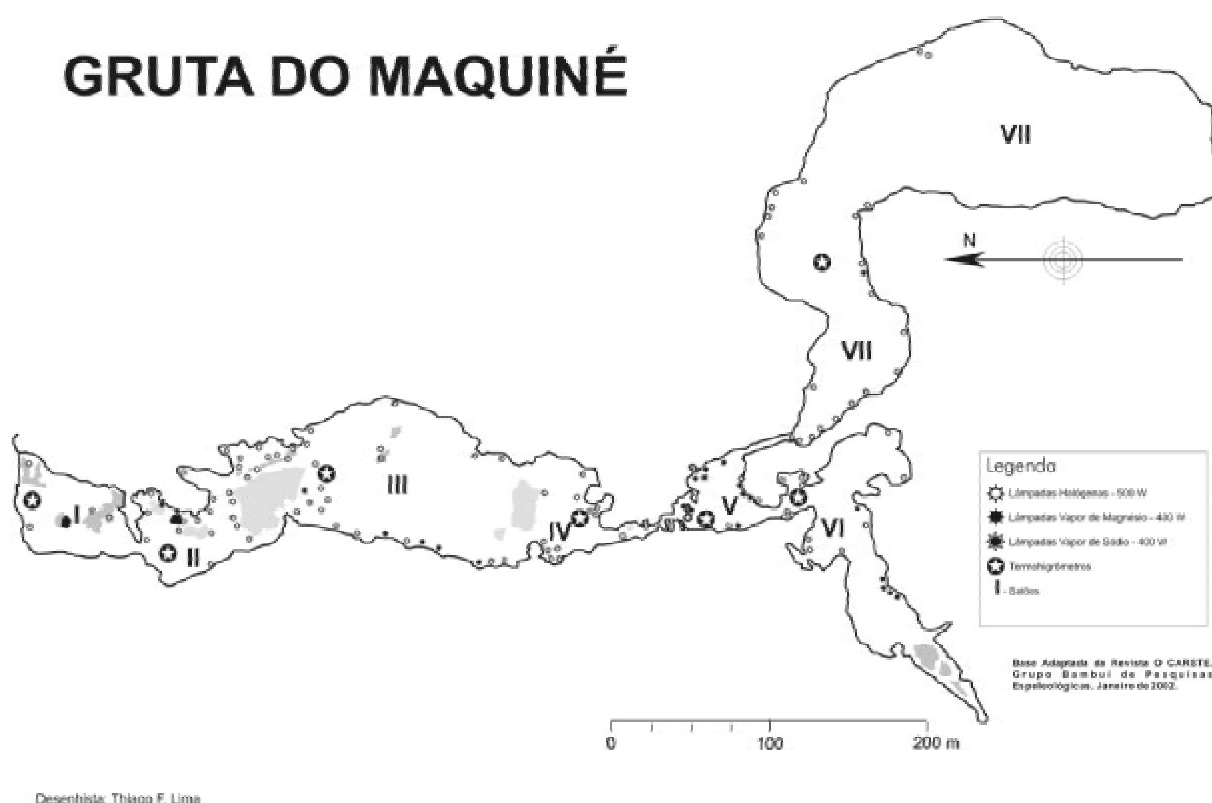 GRUTA DO MAQUINÉ
VII
N
VII
III
I
II
IV
V
VI
Legenda
Lâmpadas Halógenas - 500 W
Lâmpadas Vapor de Magnésio - 400 W
Lâmpadas Vapor de Sódio - 400 W
Termohigrômetros
I - Salões
Base Adaptada da Revista O CARSTE.
Grupo Bambuí de Pesquisas
Espeleológicas. Janeiro de 2002.
0 100 200 m
Desenhista: Thiago F. Lima